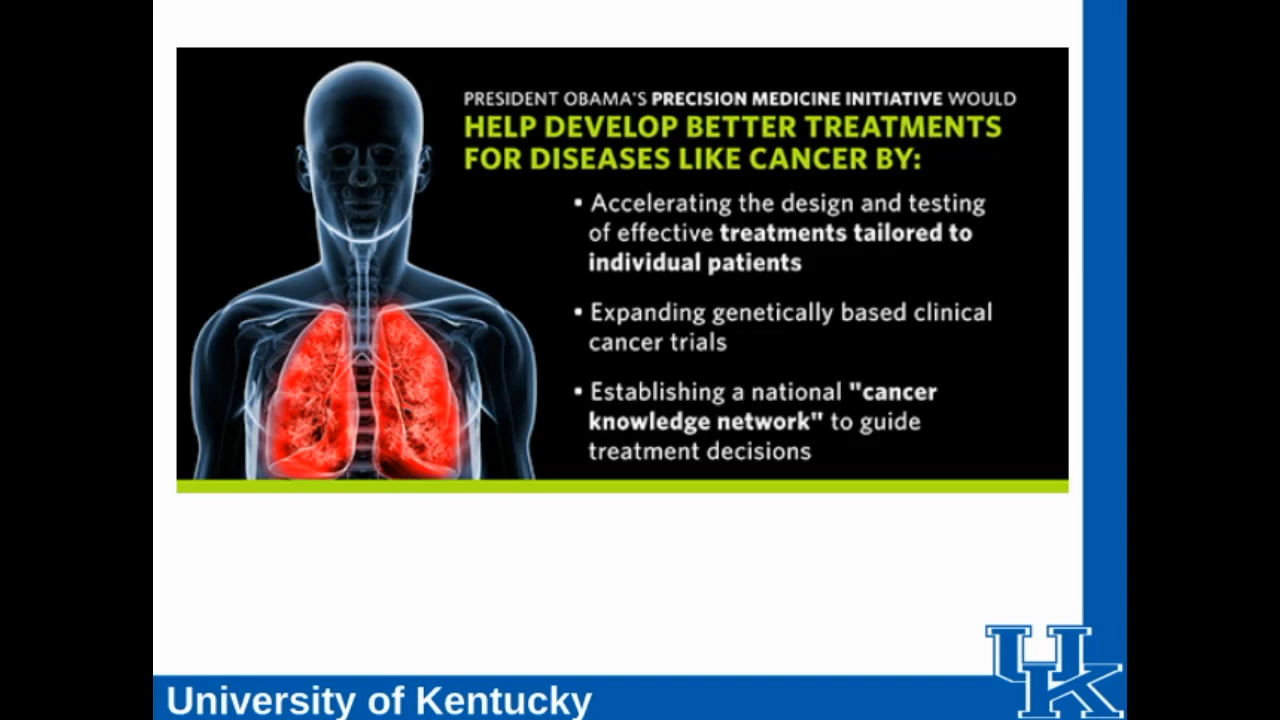 PRESIDENT OBAMA'S PRECISION MEDICINE INITIATIVE WOULD
HELP DEVELOP BETTER TREATMENTS
FOR DISEASES LIKE CANCER BY:
▪ Accelerating the design and testing
of effective treatments tailored to
individual patients
▪ Expanding genetically based clinical
cancer trials
▪ Establishing a national "cancer
knowledge network" to guide
treatment decisions
UK
University of Kentucky